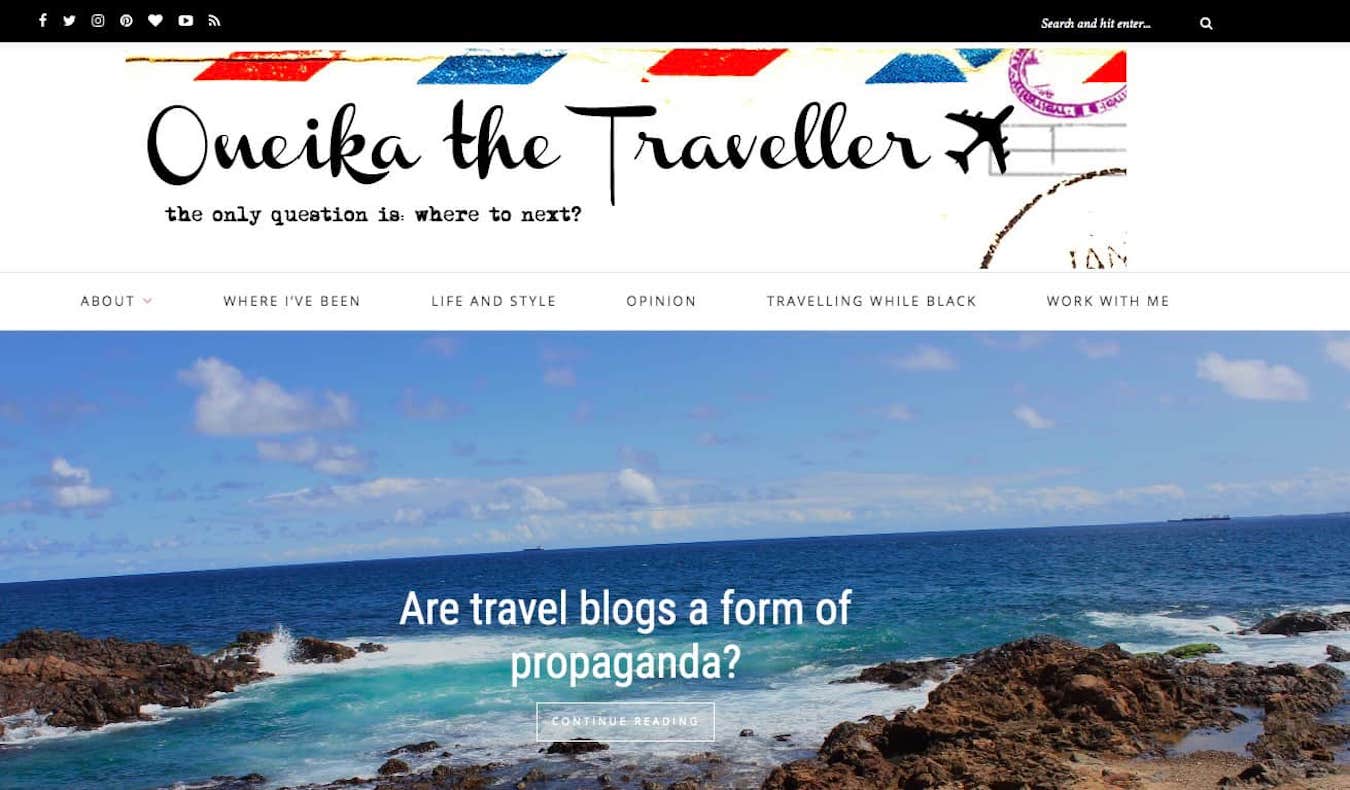 Search and hit enter...
Oneika the Traveller
the only question is: where to next?
JAN
ABOUT WHERE I'VE BEEN LIFE AND STYLE OPINION TRAVELLING WHILE BLACK WORK WITH ME
Are travel blogs a form of
propaganda?
CONTINUE READING